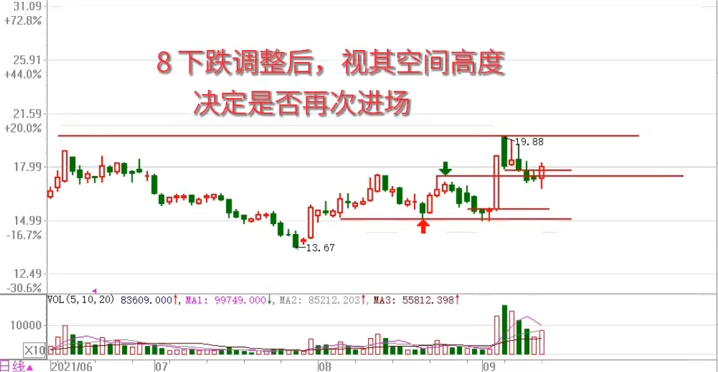 31.09
+72.8%
25.91
+44.0%
21.59
+20.0%
17.99
14.99
-16.7%
12.49
-30.6%
8 下跌调整后，视其空间高度
决定是否再次进场
19.88
13.67
VOL(5,10,20) 83609.000↑, MA1: 99749.000↓, MA2: 85212.203↑, MA3: 55812.398↑
10000
X10
日线▲ 2021/06 07 08 09